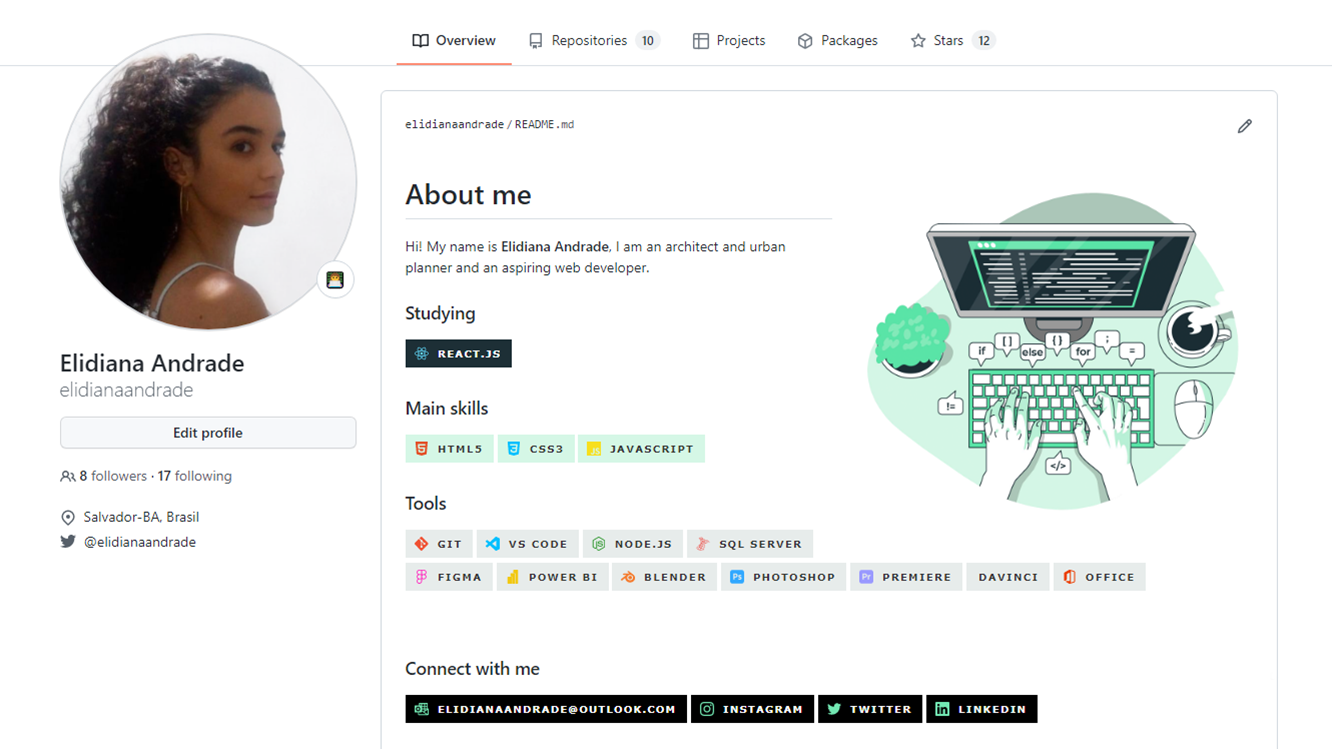 Overview
Repositories 10
Projects
Packages
Stars 12
elidianaandrade/README.md
About me
Hi! My name is Elidiana Andrade, I am an architect and urban
planner and an aspiring web developer.
Studying
REACT.JS
Main skills
HTML5 CSS3 JAVASCRIPT
Tools
GIT VS CODE NODE.JS SQL SERVER
FIGMA POWER BI BLENDER PHOTOSHOP PREMIERE DAVINCI OFFICE
Connect with me
ELIDIANAANDRADE@OUTLOOK.COM INSTAGRAM TWITTER LINKEDIN
Elidiana Andrade
elidianaandrade
Edit profile
8 followers · 17 following
Salvador-BA, Brasil
@elidianaandrade
if [ ] else { } for ; =
!=
</>